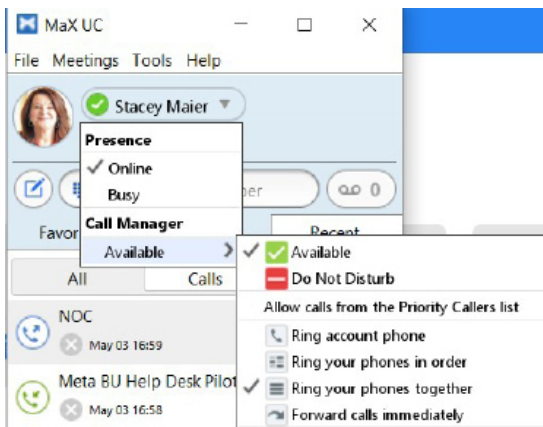 MaX UC
File Meetings Tools Help
Stacey Maier
Presence
Online
Busy
0
Call Manager
Available
Recent
All Calls
NOC
May 03 16:59
Meta BU Help Desk Pilot
May 03 16:58
Available
Do Not Disturb
Allow calls from the Priority Callers list
Ring account phone
Ring your phones in order
Ring your phones together
Forward calls immediately